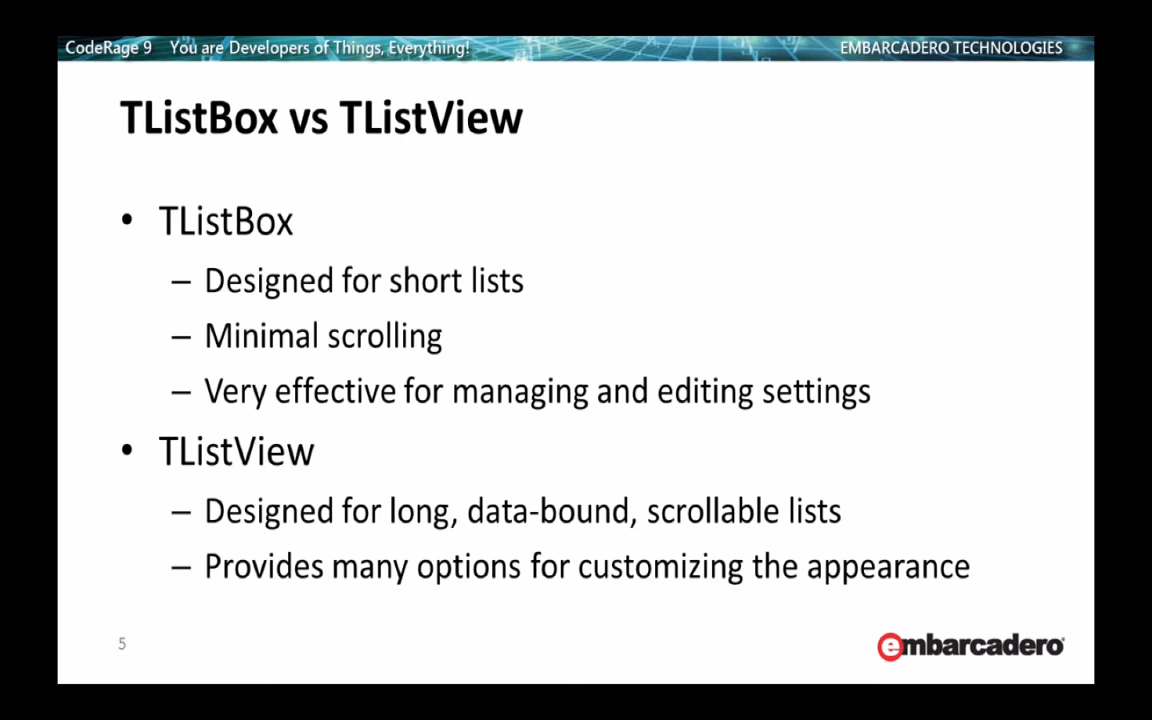 CodeRage 9 You are Developers of Things, Everything! EMBARCADERO TECHNOLOGIES
TListBox vs TListView
• TListBox
– Designed for short lists
– Minimal scrolling
– Very effective for managing and editing settings
• TListView
– Designed for long, data-bound, scrollable lists
– Provides many options for customizing the appearance
5
embarcadero